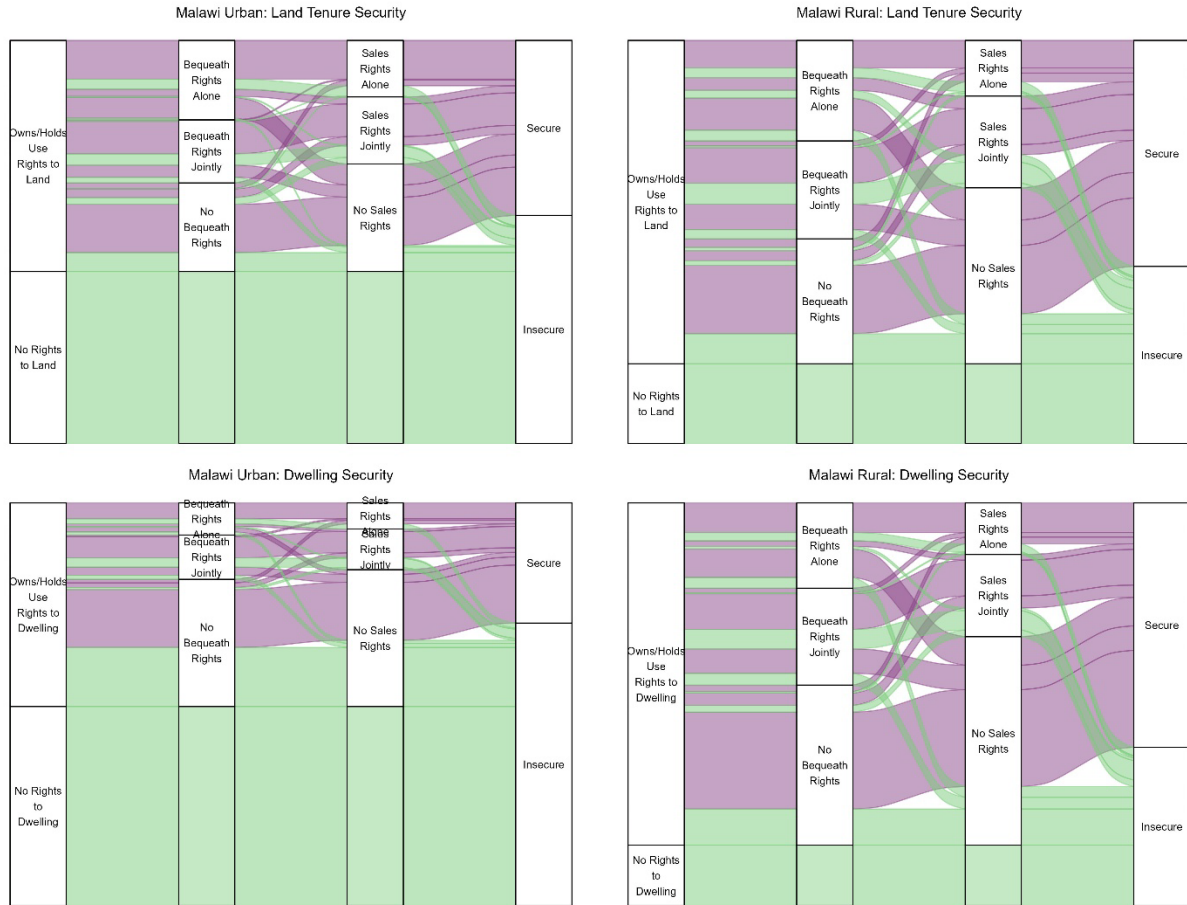 Malawi Urban: Land Tenure Security
Owns/Holds
Use
Rights to
Land
No Rights
to Land
Bequeath
Rights
Alone
Bequeath
Rights
Jointly
No
Bequeath
Rights
Sales
Rights
Alone
Sales
Rights
Jointly
No Sales
Rights
Secure
Insecure
Malawi Rural: Land Tenure Security
Owns/Holds
Use
Rights to
Land
No Rights
to Land
Bequeath
Rights
Alone
Bequeath
Rights
Jointly
No
Bequeath
Rights
Sales
Rights
Alone
Sales
Rights
Jointly
No Sales
Rights
Secure
Insecure
Malawi Urban: Dwelling Security
Owns/Holds
Use
Rights to
Dwelling
No Rights
to
Dwelling
Bequeath
Rights
Alone
Bequeath
Rights
Jointly
No
Bequeath
Rights
Sales
Rights
Alone
Sales
Rights
Jointly
No Sales
Rights
Secure
Insecure
Malawi Rural: Dwelling Security
Owns/Holds
Use
Rights to
Dwelling
No Rights
to
Dwelling
Bequeath
Rights
Alone
Bequeath
Rights
Jointly
No
Bequeath
Rights
Sales
Rights
Alone
Sales
Rights
Jointly
No Sales
Rights
Secure
Insecure